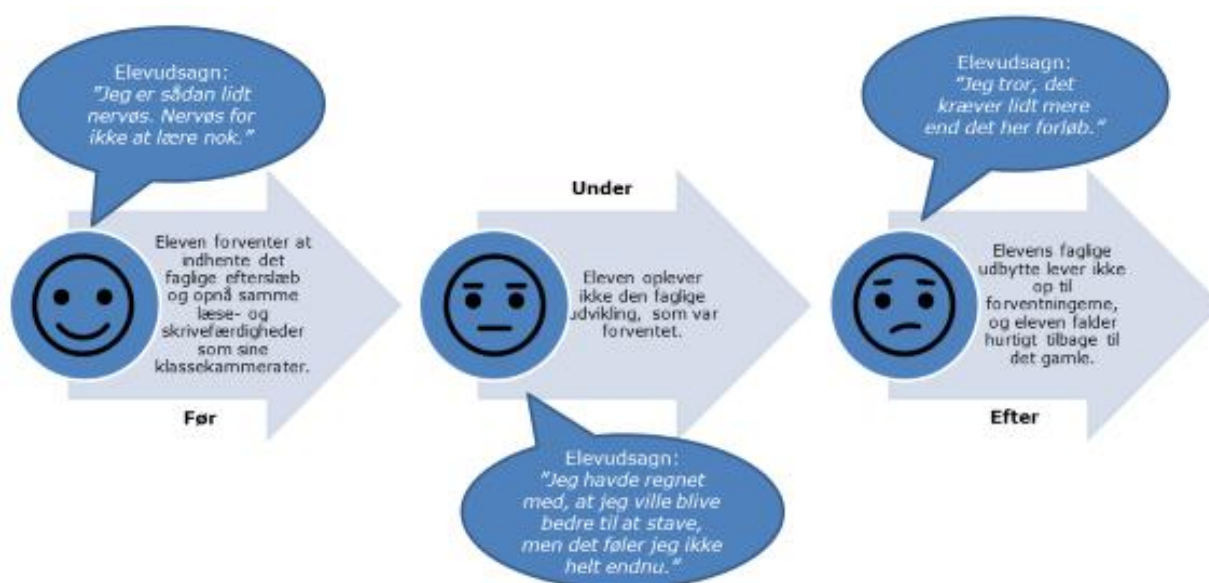 Elevudsagn:
"Jeg er sådan lidt
nervøs. Nervøs for
ikke at lære nok."
Eleven forventer at
indhente det
faglige efterslæb
og opnå samme
læse- og
skrivefærdigheder
som sine
klassekammerater.
Før
Under
Eleven oplever
ikke den faglige
udvikling, som var
forventet.
Elevudsagn:
"Jeg havde regnet
med, at jeg ville blive
bedre til at stave,
men det føler jeg ikke
helt endnu."
Elevudsagn:
"Jeg tror, det
kræver lidt mere
end det her forløb."
Elevens faglige
udbytte lever ikke
op til
forventningerne,
og eleven falder
hurtigt tilbage til
det gamle.
Efter